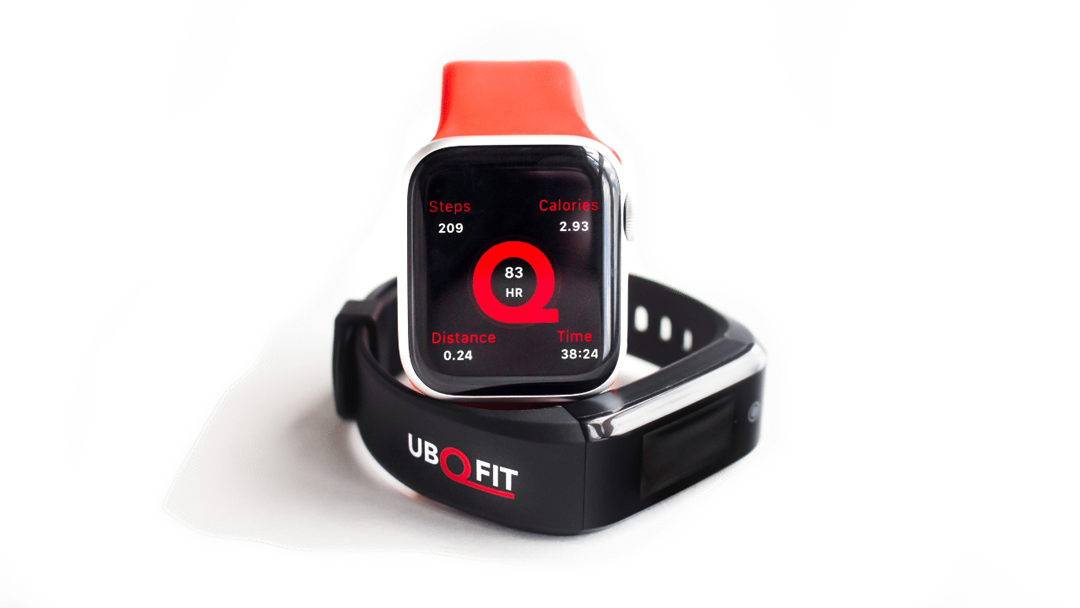 Steps
Calories
209
2.93
83
HR
Distance
Time
0.24
38:24
UBQFIT